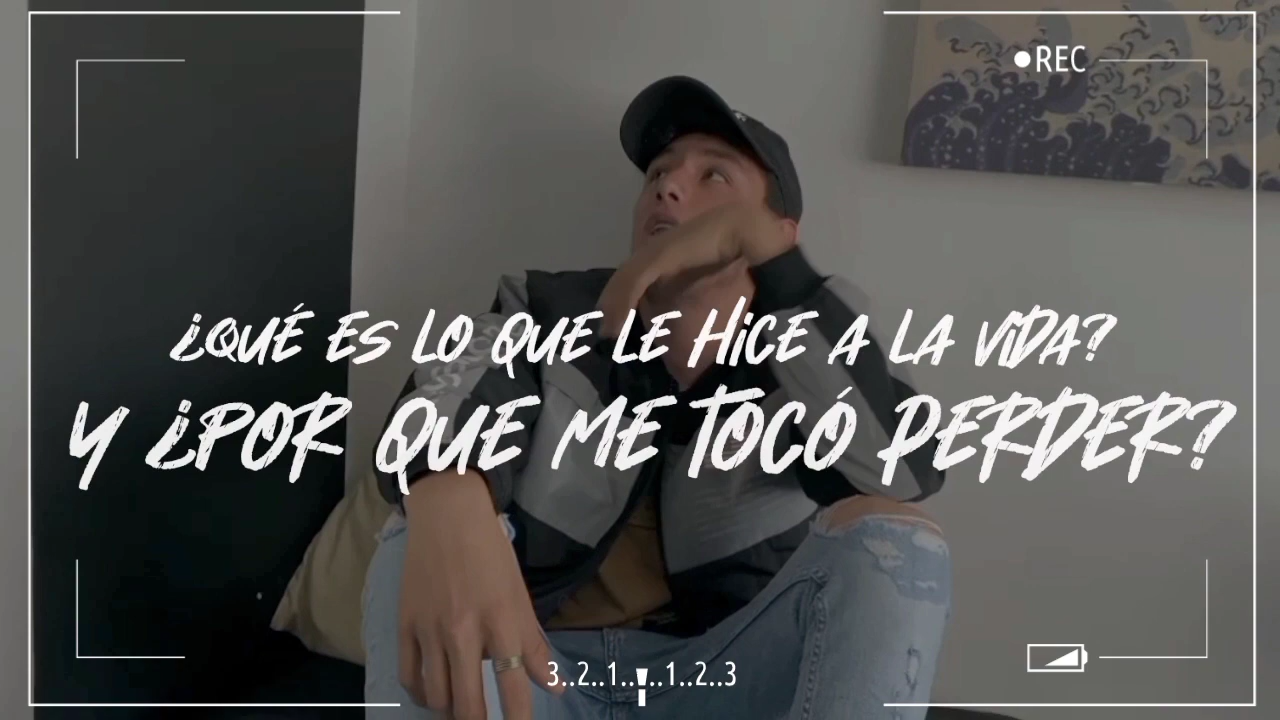 REC
¿QUÉ ES LO QUE LE HiCE A LA ViDA?
Y ¿POR QUE ME TOCÓ PERDER?
3..2..1..!..1..2..3